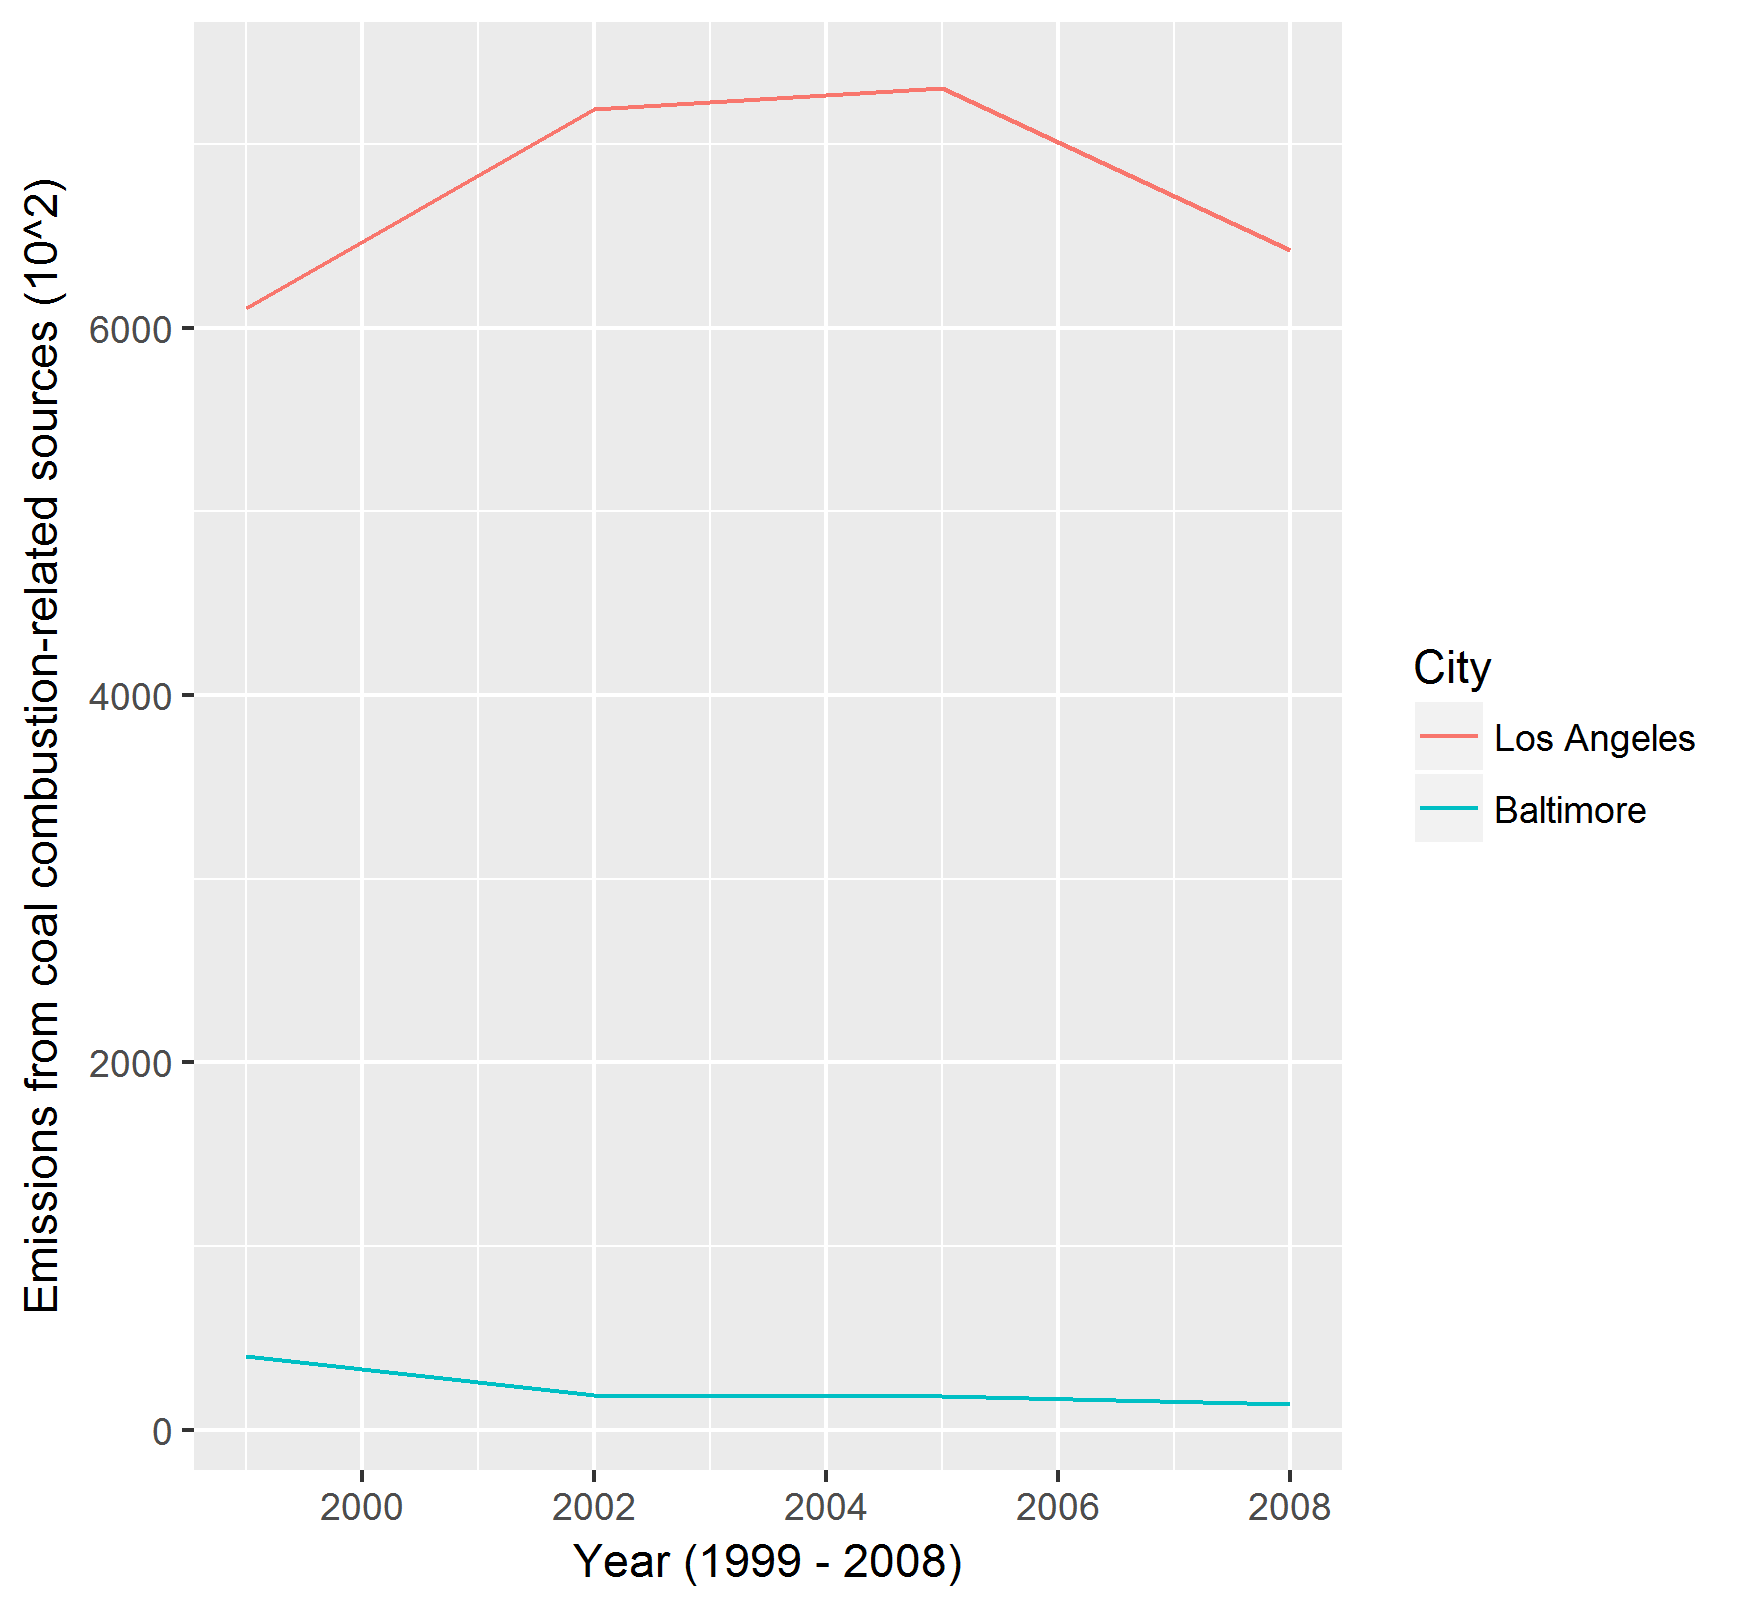 Emissions from coal combustion-related sources (10^2)
6000
4000
2000
0
2000 2002 2004 2006 2008
Year (1999 - 2008)
City
Los Angeles
Baltimore